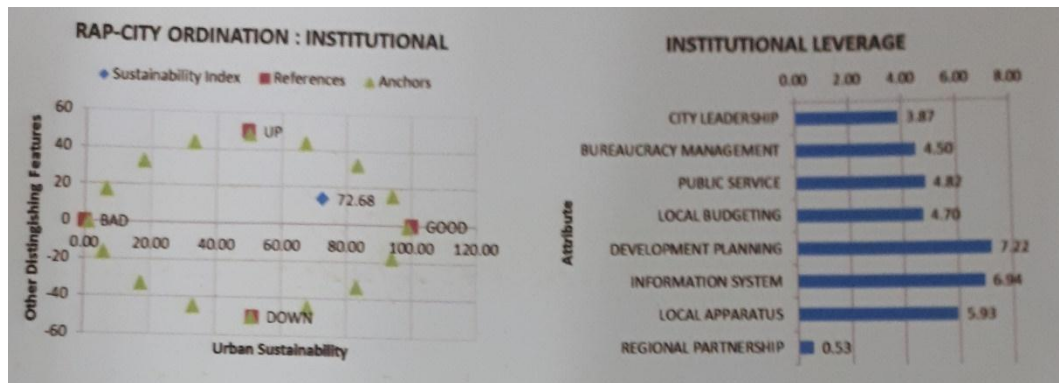 RAP-CITY ORDINATION : INSTITUTIONAL
Sustainability Index References Anchors
Other Distingishing Features
60
40
20
0
-20
-40
-60
UP
72.68
BAD
GOOD
DOWN
0.00 20.00 40.00 60.00 80.00 100.00 120.00
Urban Sustainability
INSTITUTIONAL LEVERAGE
0.00 2.00 4.00 6.00 8.00
Attribute
CITY LEADERSHIP 3.87
BUREAUCRACY MANAGEMENT 4.50
PUBLIC SERVICE 4.82
LOCAL BUDGETING 4.70
DEVELOPMENT PLANNING 7.22
INFORMATION SYSTEM 6.94
LOCAL APPARATUS 5.93
REGIONAL PARTNERSHIP 0.53